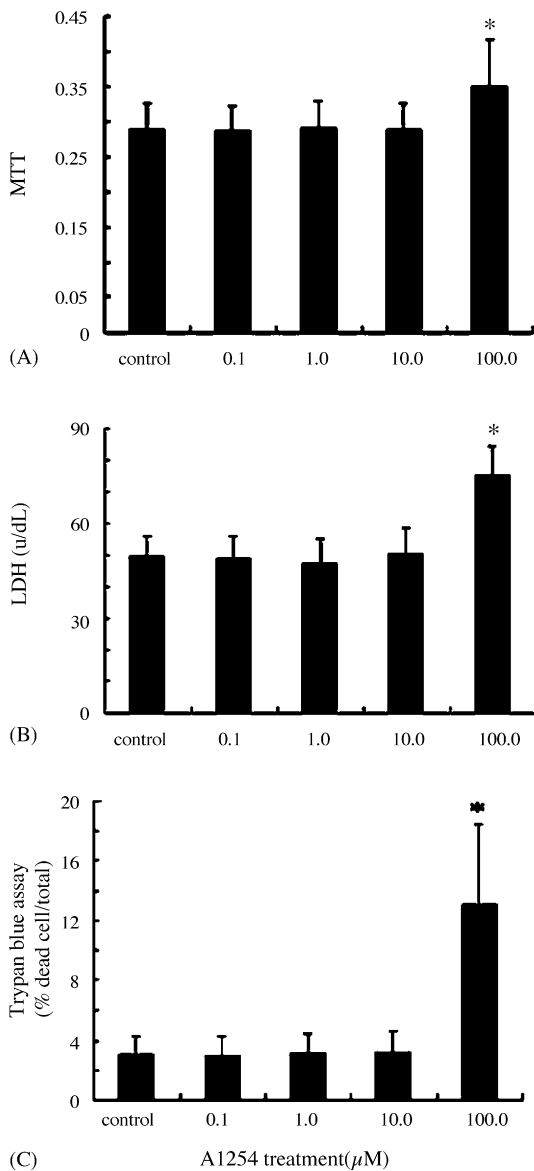 0.45
*
0.35
0.25
MTT
0.15
0.05
0
(A)
control 0.1 1.0 10.0 100.0
90
*
60
LDH (u/dL)
30
0
(B)
control 0.1 1.0 10.0 100.0
20
*
16
12
Trypan blue assay
(% dead cell/total)
8
4
0
control 0.1 1.0 10.0 100.0
(C) A1254 treatment(µM)